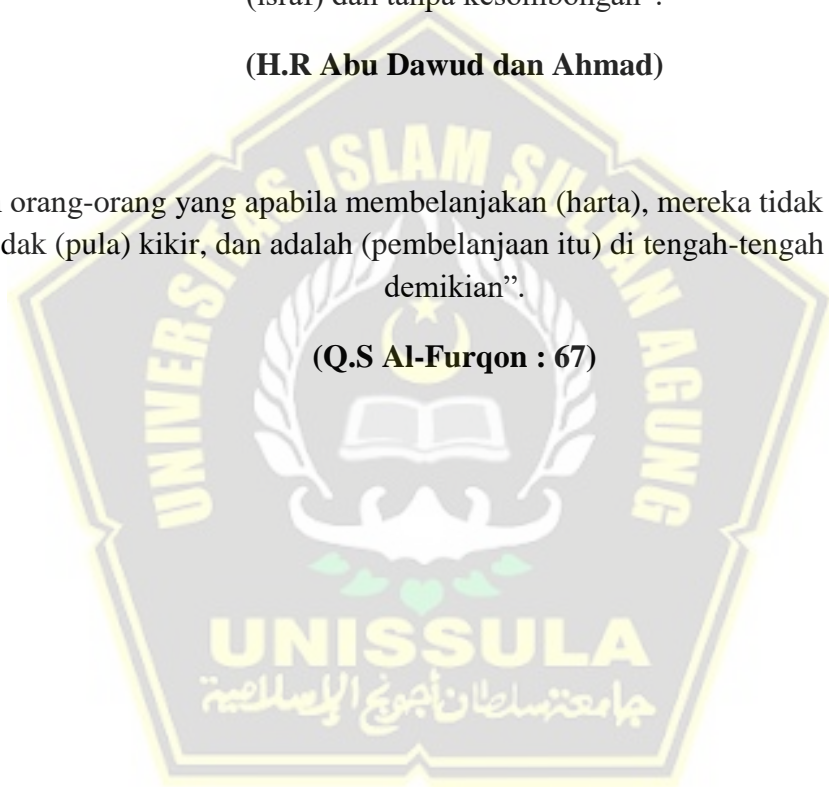 (israf) dan tanpa kesombongan”.
(H.R Abu Dawud dan Ahmad)
orang-orang yang apabila membelanjakan (harta), mereka tidak
dak (pula) kikir, dan adalah (pembelanjaan itu) di tengah-tengah
demikian”.
(Q.S Al-Furqon : 67)
UNIVERSITAS ISLAM SULTAN AGUNG
UNISSULA
جامعة سلطان أجونج الإسلامية